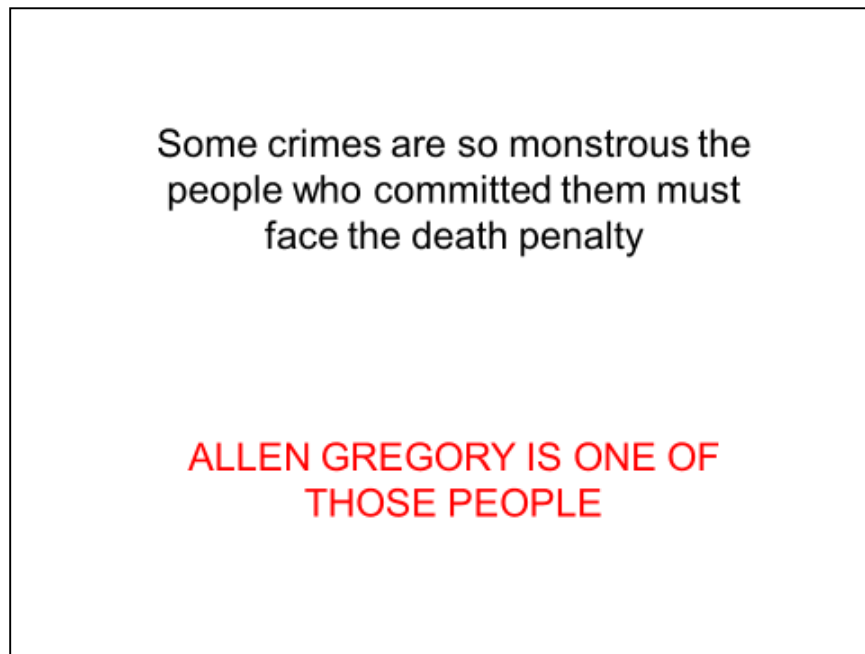 Some crimes are so monstrous the
people who committed them must
face the death penalty
ALLEN GREGORY IS ONE OF
THOSE PEOPLE